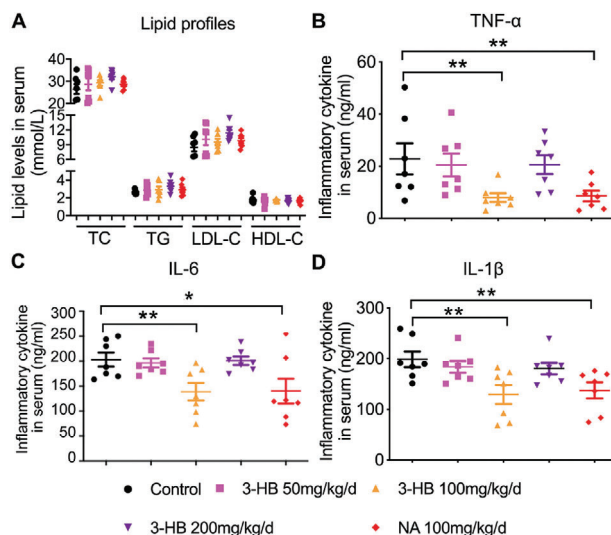 A
Lipid profiles
Lipid levels in serum
(mmol/L)
40
30
20
15
12
9
6
4
2
0
TC TG LDL-C HDL-C
B
TNF-α
Inflammatory cytokine
in serum (ng/ml)
60
40
20
0
**
**
C
IL-6
Inflammatory cytokine
in serum (ng/ml)
300
250
200
150
100
50
0
*
**
D
IL-1β
Inflammatory cytokine
in serum (ng/ml)
300
200
100
0
**
**
Control 3-HB 50mg/kg/d 3-HB 100mg/kg/d
3-HB 200mg/kg/d NA 100mg/kg/d